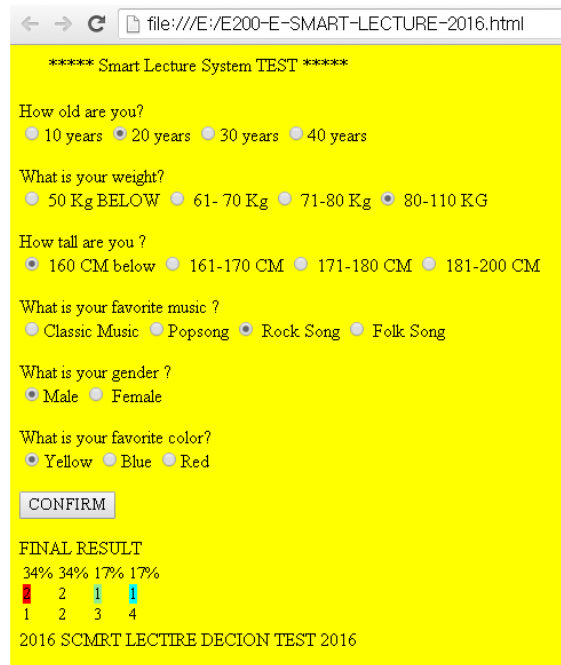 file:///E:/E200-E-SMART-LECTURE-2016.html
***** Smart Lecture System TEST *****
How old are you?
10 years 20 years 30 years 40 years
What is your weight?
50 Kg BELOW 61- 70 Kg 71-80 Kg 80-110 KG
How tall are you ?
160 CM below 161-170 CM 171-180 CM 181-200 CM
What is your favorite music ?
Classic Music Popsong Rock Song Folk Song
What is your gender ?
Male Female
What is your favorite color?
Yellow Blue Red
CONFIRM
FINAL RESULT
34% 34% 17% 17%
2 2 1 1
1 2 3 4
2016 SCMRT LECTIRE DECION TEST 2016